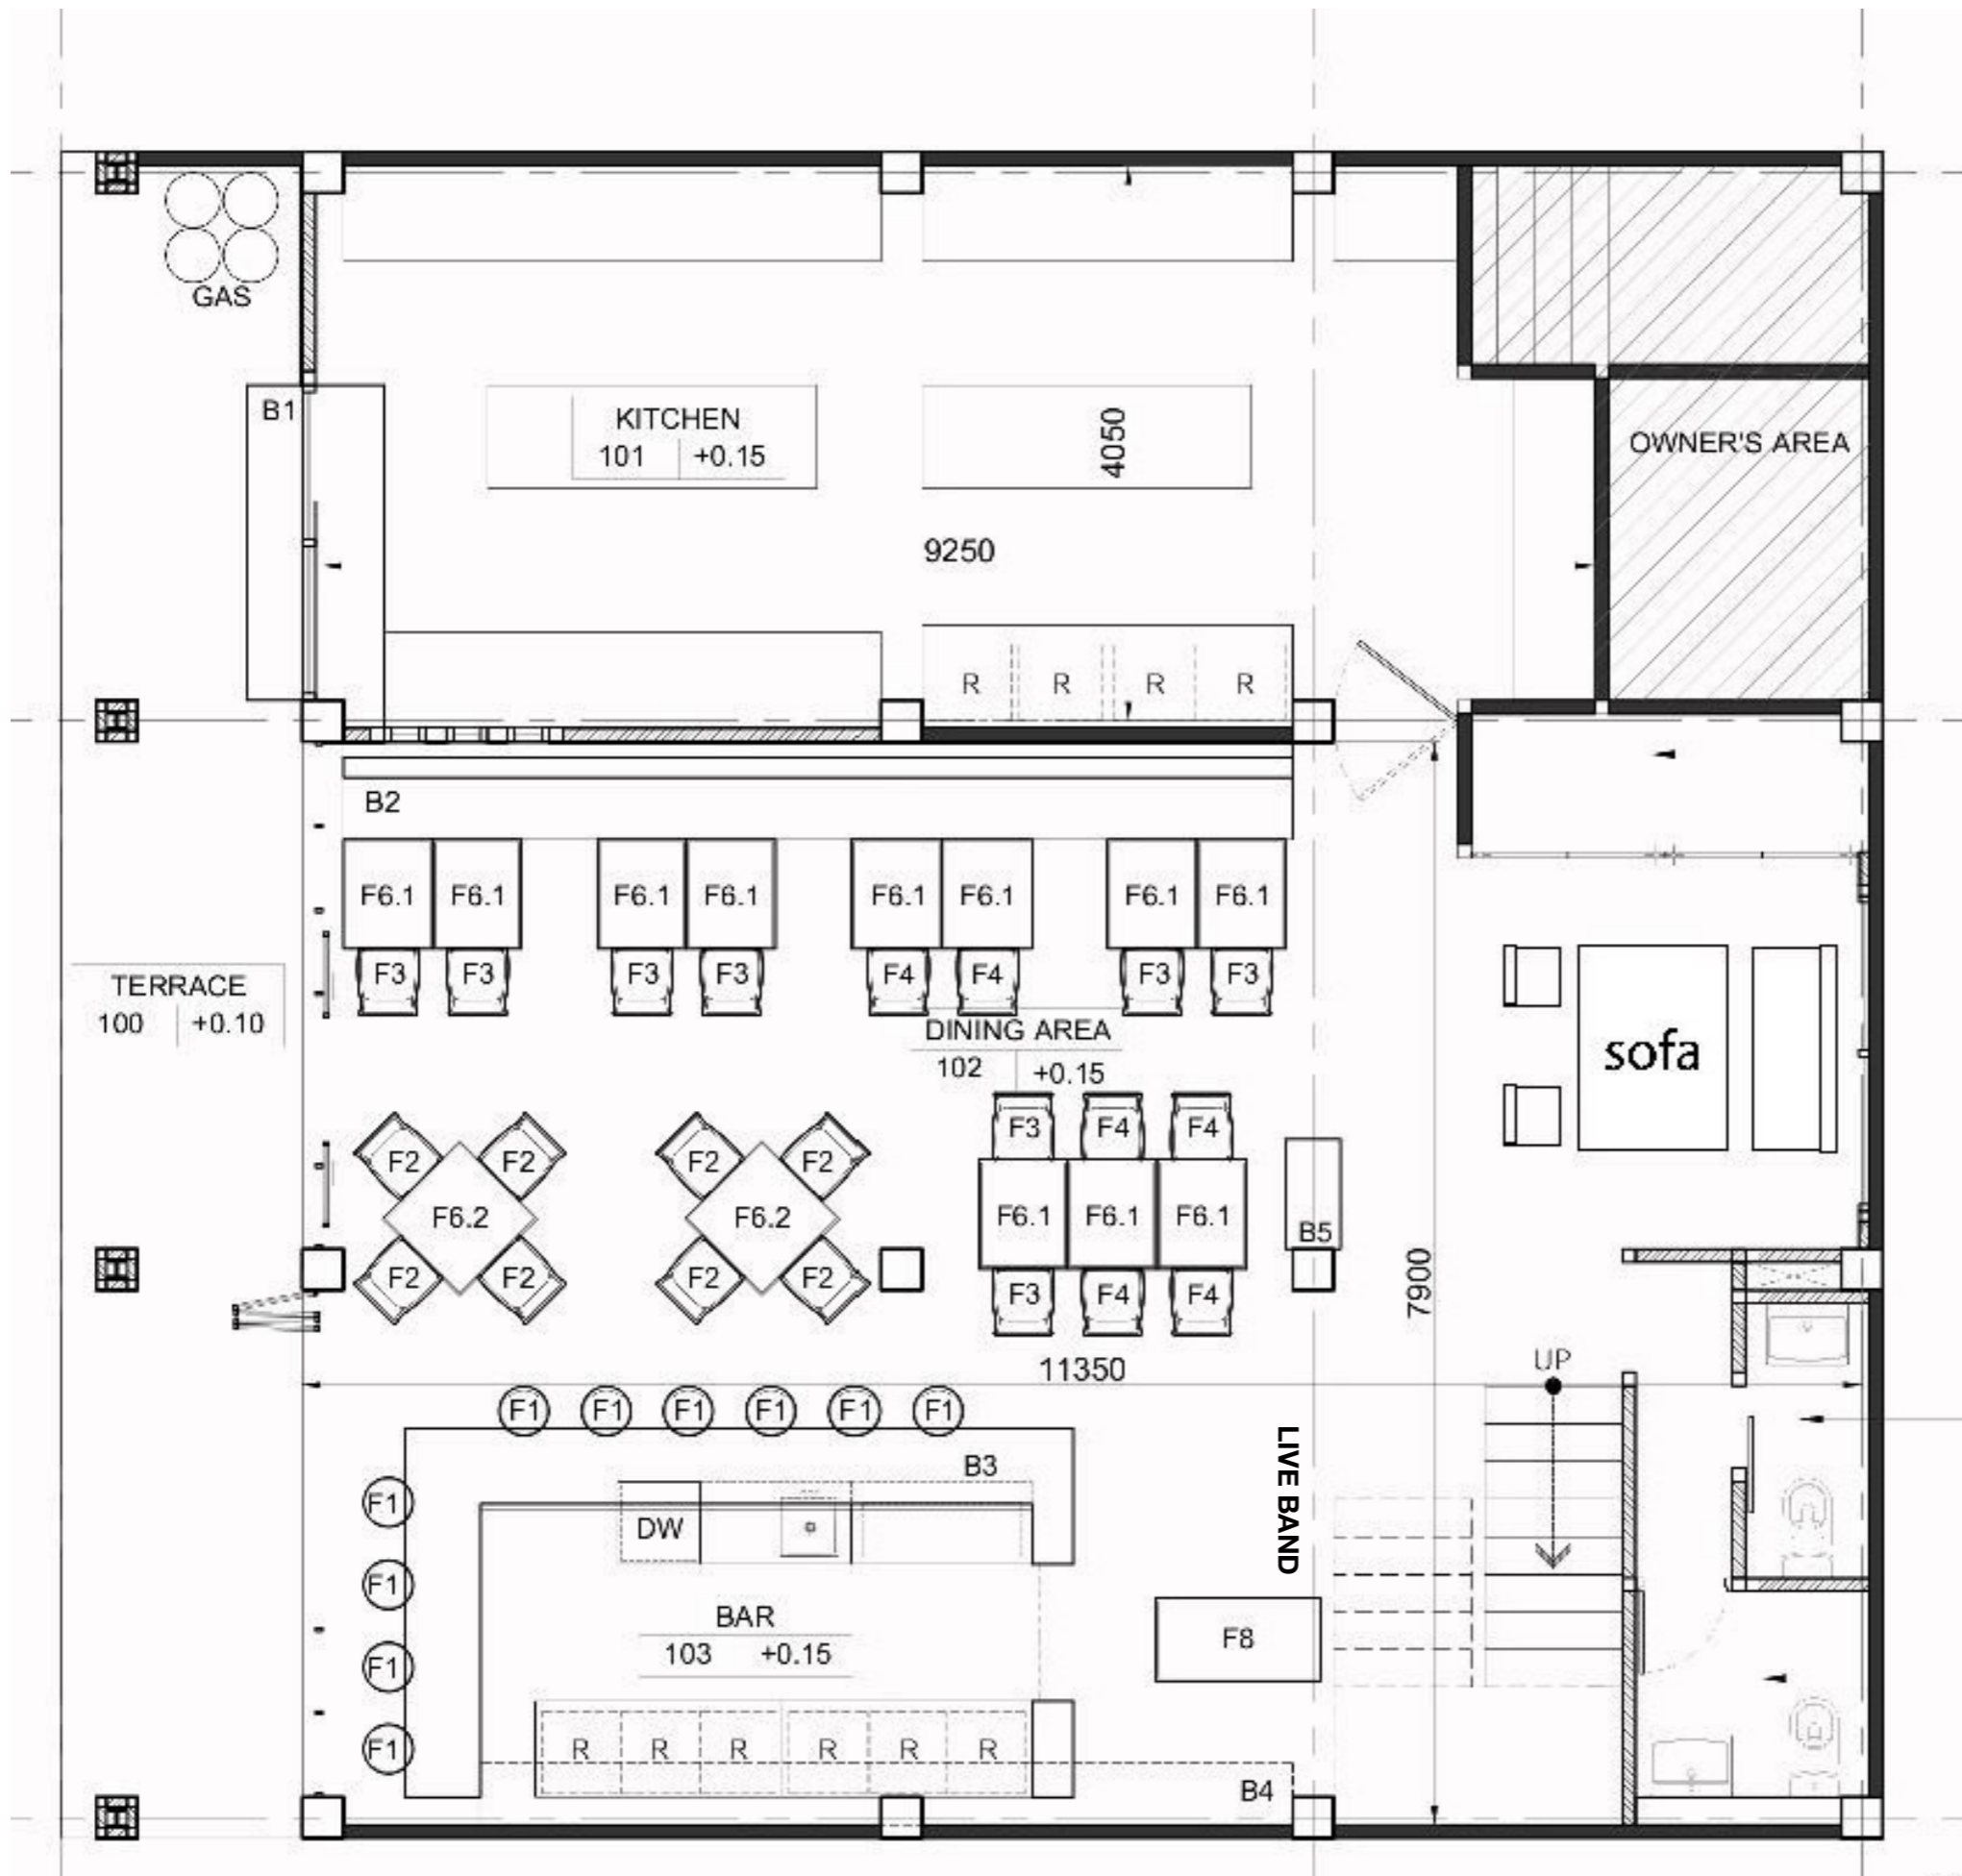 GAS
B1
KITCHEN
101 +0.15
4050
OWNER'S AREA
9250
R R R R
B2
F6.1 F6.1 F6.1 F6.1 F6.1 F6.1 F6.1 F6.1
F3 F3 F3 F3 F4 F4 F3 F3
TERRACE
100 +0.10
DINING AREA
102 +0.15
sofa
F3 F4 F4
F2 F2 F2 F2
F6.2 F6.2 F6.1 F6.1 F6.1
B5
F2 F2 F2 F2 F3 F4 F4
7900
11350
UP
F1 F1 F1 F1 F1 F1
B3
LIVE BAND
F1
DW
F1
BAR
103 +0.15
F8
F1
F1
R R R R R R
B4